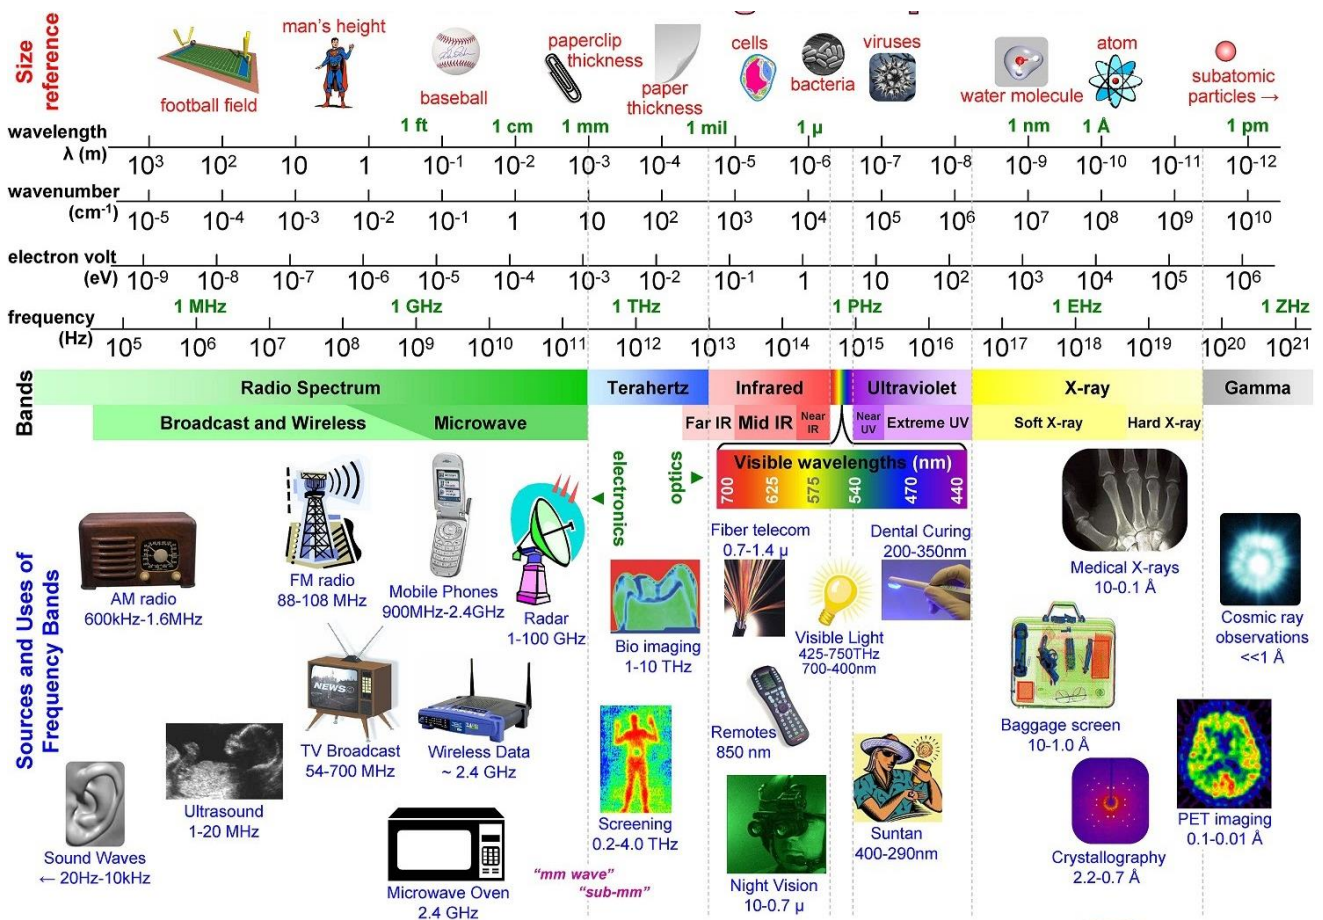 Size reference
football field
man's height
baseball
paperclip thickness
paper thickness
cells
bacteria
viruses
water molecule
atom
subatomic particles →
wavelength λ (m)
1 ft 1 cm 1 mm 1 mil 1 µ 1 nm 1 Å 1 pm
10³ 10² 10 1 10⁻¹ 10⁻² 10⁻³ 10⁻⁴ 10⁻⁵ 10⁻⁶ 10⁻⁷ 10⁻⁸ 10⁻⁹ 10⁻¹⁰ 10⁻¹¹ 10⁻¹²
wavenumber (cm⁻¹)
10⁻⁵ 10⁻⁴ 10⁻³ 10⁻² 10⁻¹ 1 10 10² 10³ 10⁴ 10⁵ 10⁶ 10⁷ 10⁸ 10⁹ 10¹⁰
electron volt (eV)
10⁻⁹ 10⁻⁸ 10⁻⁷ 10⁻⁶ 10⁻⁵ 10⁻⁴ 10⁻³ 10⁻² 10⁻¹ 1 10 10² 10³ 10⁴ 10⁵ 10⁶
frequency (Hz)
1 MHz 1 GHz 1 THz 1 PHz 1 EHz 1 ZHz
10⁵ 10⁶ 10⁷ 10⁸ 10⁹ 10¹⁰ 10¹¹ 10¹² 10¹³ 10¹⁴ 10¹⁵ 10¹⁶ 10¹⁷ 10¹⁸ 10¹⁹ 10²⁰ 10²¹
Bands
Radio Spectrum Terahertz Infrared Ultraviolet X-ray Gamma
Broadcast and Wireless Microwave Far IR Mid IR Near IR Near UV Extreme UV Soft X-ray Hard X-ray
electronics
optics
Visible wavelengths (nm)
700 625 575 540 470 440
Sources and Uses of Frequency Bands
AM radio
600kHz-1.6MHz
FM radio
88-108 MHz
Mobile Phones
900MHz-2.4GHz
Radar
1-100 GHz
Bio imaging
1-10 THz
Fiber telecom
0.7-1.4 µ
Visible Light
425-750THz
700-400nm
Dental Curing
200-350nm
Medical X-rays
10-0.1 Å
Cosmic ray
observations
<<1 Å
Sound Waves
← 20Hz-10kHz
Ultrasound
1-20 MHz
NEWS
TV Broadcast
54-700 MHz
Wireless Data
~ 2.4 GHz
Microwave Oven
2.4 GHz
"mm wave"
"sub-mm"
Screening
0.2-4.0 THz
Remotes
850 nm
Night Vision
10-0.7 µ
Suntan
400-290nm
Baggage screen
10-1.0 Å
Crystallography
2.2-0.7 Å
PET imaging
0.1-0.01 Å